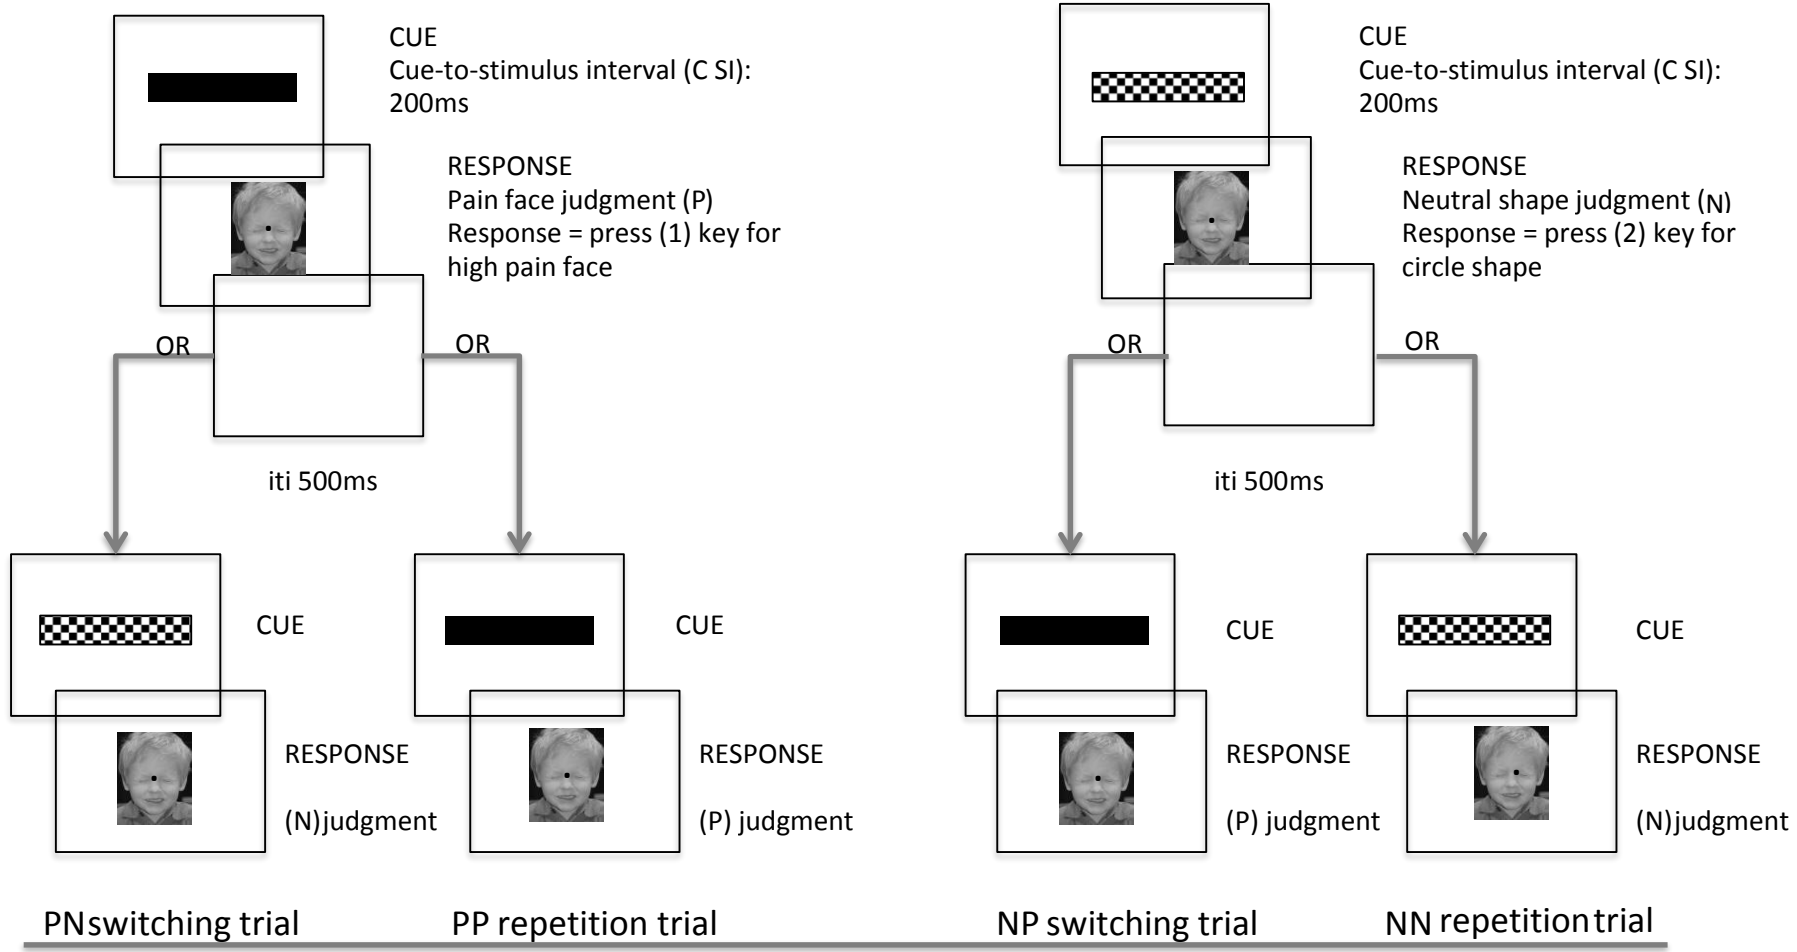 CUE
Cue-to-stimulus interval (C SI):
200ms
RESPONSE
Pain face judgment (P)
Response = press (1) key for
high pain face
OR
OR
iti 500ms
CUE
CUE
RESPONSE
(N)judgment
RESPONSE
(P) judgment
PN switching trial
PP repetition trial
CUE
Cue-to-stimulus interval (C SI):
200ms
RESPONSE
Neutral shape judgment (N)
Response = press (2) key for
circle shape
OR
OR
iti 500ms
CUE
CUE
RESPONSE
(P) judgment
RESPONSE
(N)judgment
NP switching trial
NN repetition trial